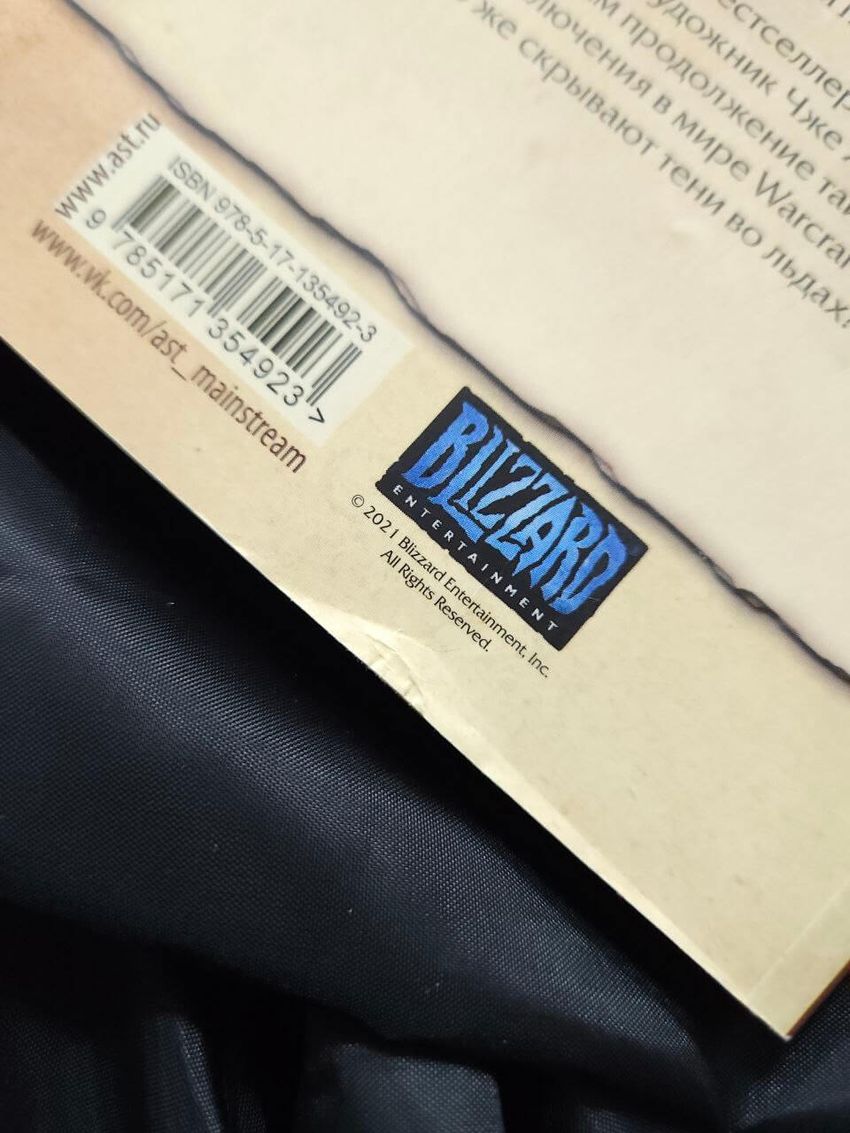 бестселлер
художник Чже
продолжение
в мире Warcra
же скрывают тени во льдах?
www.ast.ru
ISBN 978-5-17-135492-3
9 785171 354923 >
www.vk.com/ast_mainstream
BLIZZARD
ENTERTAINMENT
© 2021 Blizzard Entertainment, Inc.
All Rights Reserved.